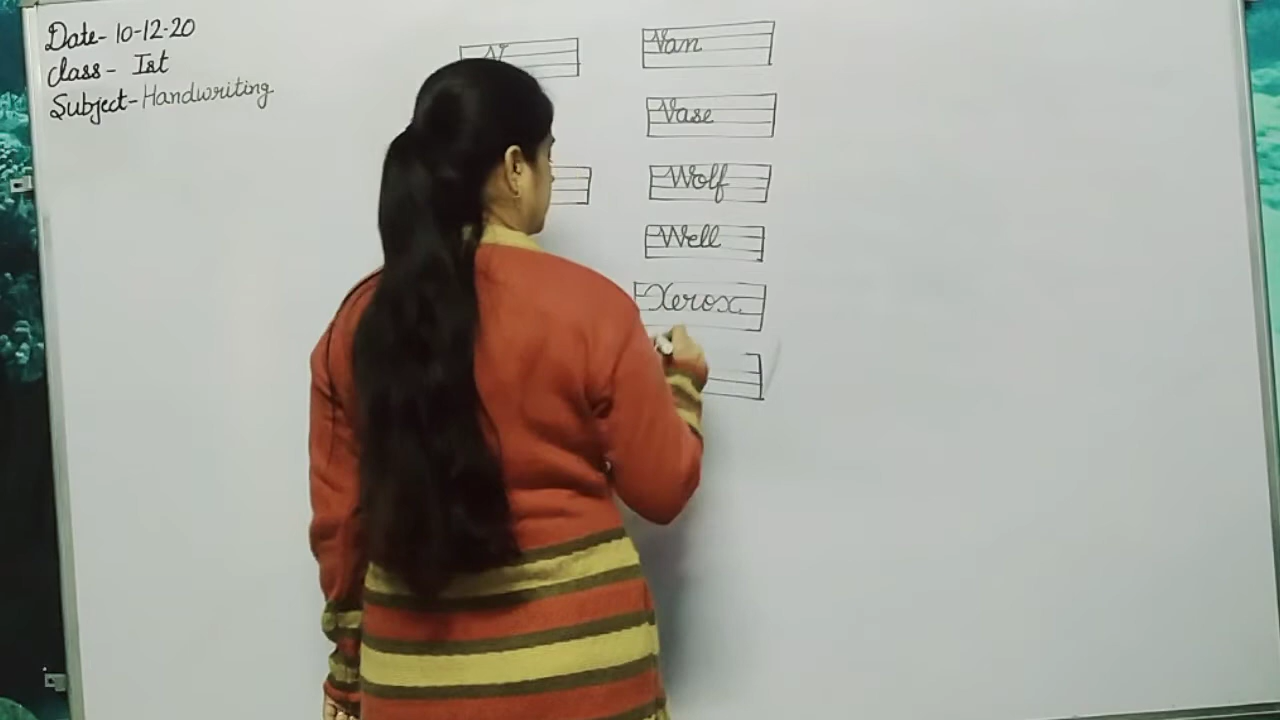 Date- 10-12-20
Class- Ist
Subject- Handwriting
V
Van
Vase
Wolf
Well
Xerox